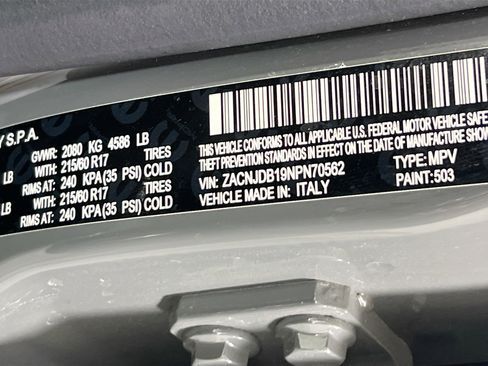 Y S.P.A.
GVWR: 2080 KG 4586 LB
LB WITH: 215/60 R17 TIRES
RIMS AT: 240 KPA(35 PSI) COLD
LB WITH: 215/60 R17 TIRES
RIMS AT: 240 KPA(35 PSI) COLD
THIS VEHICLE CONFORMS TO ALL APPLICABLE U.S. FEDERAL MOTOR VEHICLE
THEFT PREVENTION STANDARDS IN EFFECT ON THE DATE OF MANUFACTURE SHOW
VIN: ZACNJDB19NPN70562 TYPE: MPV
VEHICLE MADE IN: ITALY PAINT: 503